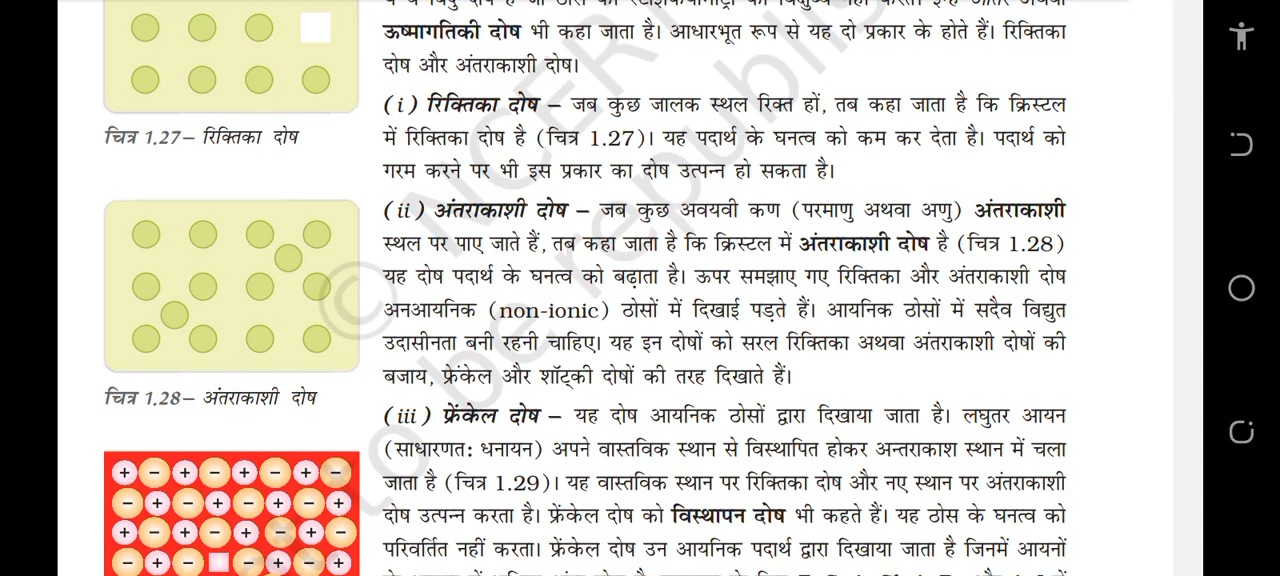 ऊष्मागतिकी दोष भी कहा जाता है। आधारभूत रूप से यह दो प्रकार के होते हैं। रिक्तिका
दोष और अंतराकाशी दोष।
(i) रिक्तिका दोष – जब कुछ जालक स्थल रिक्त हों, तब कहा जाता है कि क्रिस्टल
में रिक्तिका दोष है (चित्र 1.27)। यह पदार्थ के घनत्व को कम कर देता है। पदार्थ को
गरम करने पर भी इस प्रकार का दोष उत्पन्न हो सकता है।
चित्र 1.27– रिक्तिका दोष
(ii) अंतराकाशी दोष – जब कुछ अवयवी कण (परमाणु अथवा अणु) अंतराकाशी
स्थल पर पाए जाते हैं, तब कहा जाता है कि क्रिस्टल में अंतराकाशी दोष है (चित्र 1.28)
यह दोष पदार्थ के घनत्व को बढ़ाता है। ऊपर समझाए गए रिक्तिका और अंतराकाशी दोष
अनआयनिक (non-ionic) ठोसों में दिखाई पड़ते हैं। आयनिक ठोसों में सदैव विद्युत
उदासीनता बनी रहनी चाहिए। यह इन दोषों को सरल रिक्तिका अथवा अंतराकाशी दोषों की
बजाय, फ्रेंकेल और शॉट्की दोषों की तरह दिखाते हैं।
चित्र 1.28– अंतराकाशी दोष
(iii) फ्रेंकेल दोष – यह दोष आयनिक ठोसों द्वारा दिखाया जाता है। लघुतर आयन
(साधारणत: धनायन) अपने वास्तविक स्थान से विस्थापित होकर अन्तराकाश स्थान में चला
जाता है (चित्र 1.29)। यह वास्तविक स्थान पर रिक्तिका दोष और नए स्थान पर अंतराकाशी
दोष उत्पन्न करता है। फ्रेंकेल दोष को विस्थापन दोष भी कहते हैं। यह ठोस के घनत्व को
परिवर्तित नहीं करता। फ्रेंकेल दोष उन आयनिक पदार्थ द्वारा दिखाया जाता है जिनमें आयनों
+ − + − + − + −
− + − + − + − +
+ − + − + − + −
− + − − + − +
© NCERT
to be republis